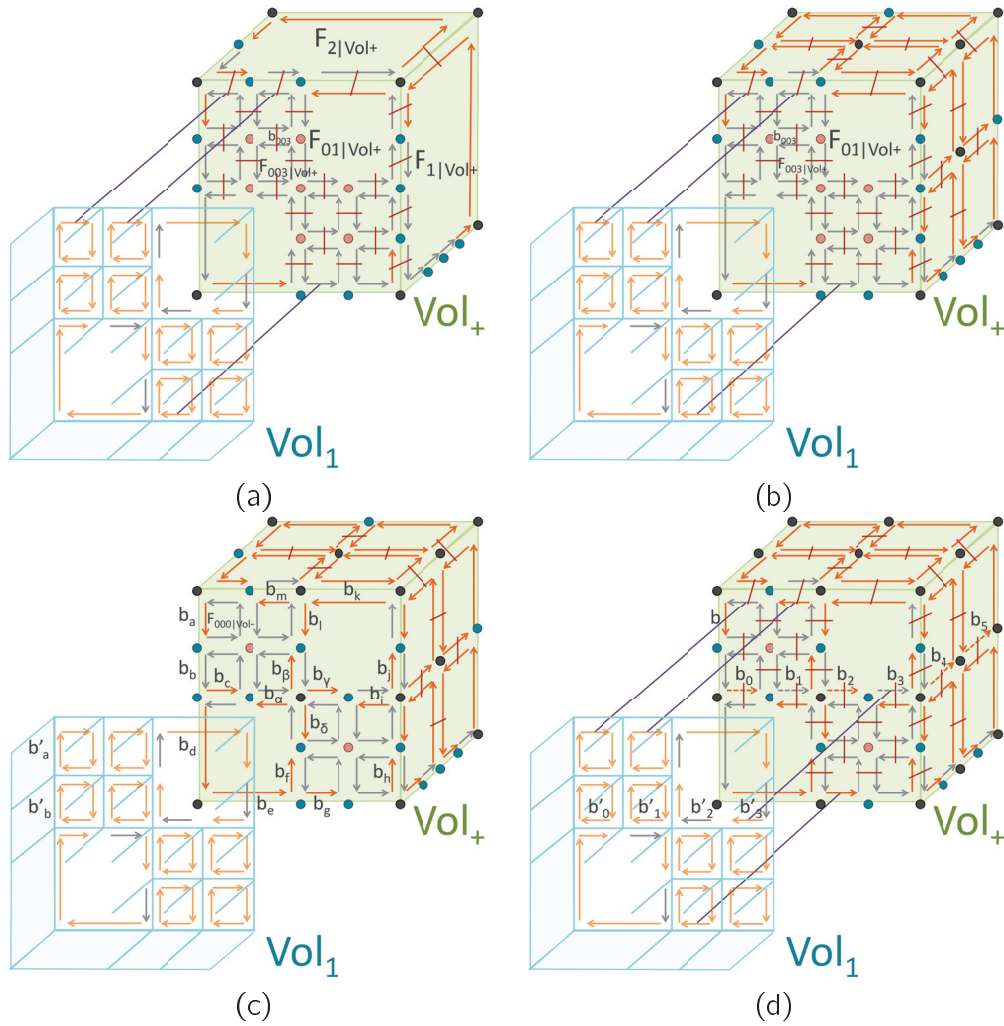 F2|Vol+
b003
F01|Vol+
F003|Vol+
F1|Vol+
Vol+
Vol1
(a)
b003
F01|Vol+
F003|Vol+
Vol+
Vol1
(b)
bm
bk
ba
F000|Vol+
bl
bb
bc
bβ
bγ
bj
bα
bi
bδ
b'a
bd
bf
bh
b'b
be
bg
Vol+
Vol1
(c)
b
b5
b4
b0
b1
b2
b3
b'0
b'1
b'2
b'3
Vol+
Vol1
(d)